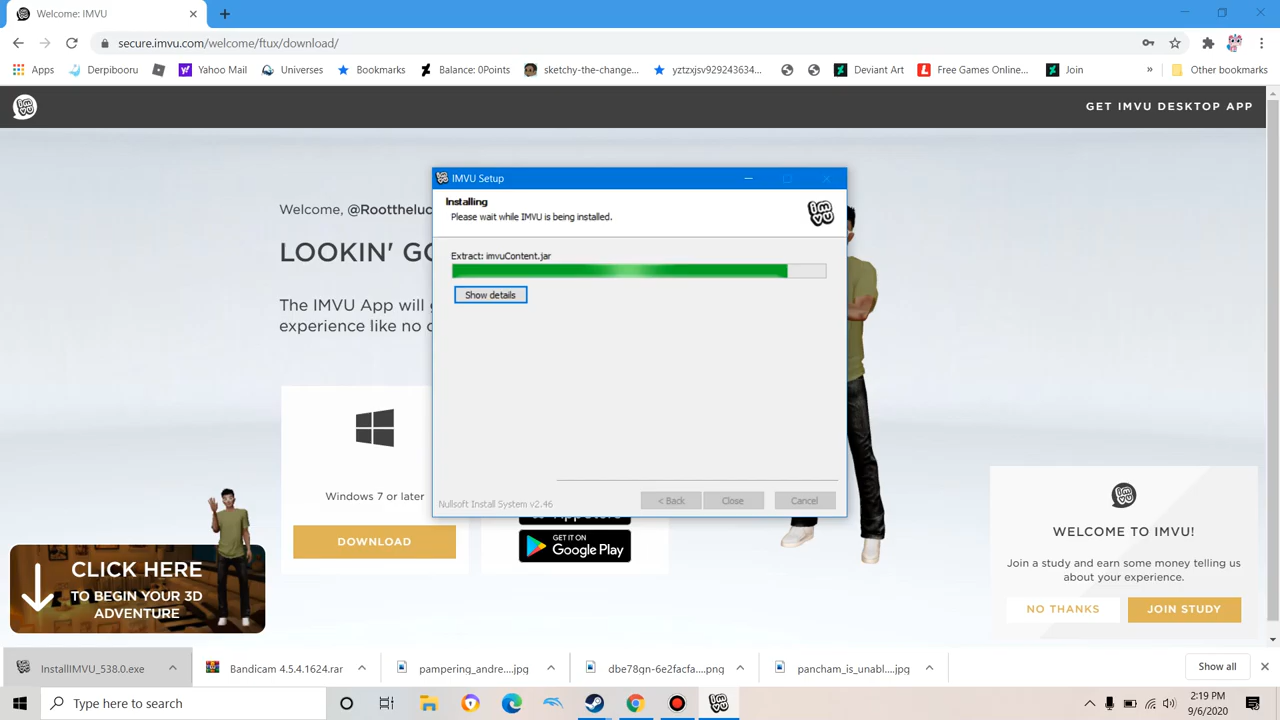 Welcome: IMVU
secure.imvu.com/welcome/ftux/download/
Apps Derpibooru Yahoo Mail Universes Bookmarks Balance: 0Points sketchy-the-change... yztzxjsv929243634... Deviant Art Free Games Online... Join » Other bookmarks
GET IMVU DESKTOP APP
IMVU Setup
Installing
Please wait while IMVU is being installed.
imvu
Extract: imvuContent.jar
Show details
Nullsoft Install System v2.46
< Back Close Cancel
Welcome, @Roottheluc
LOOKIN' GO
The IMVU App will
experience like no
Windows 7 or later
DOWNLOAD
GET IT ON
Google Play
CLICK HERE
TO BEGIN YOUR 3D
ADVENTURE
WELCOME TO IMVU!
Join a study and earn some money telling us
about your experience.
NO THANKS JOIN STUDY
InstallIMVU_538.0.exe Bandicam 4.5.4.1624.rar pampering_andre....jpg dbe78qn-6e2facfa....png pancham_is_unabl....jpg Show all
Type here to search
2:19 PM
9/6/2020